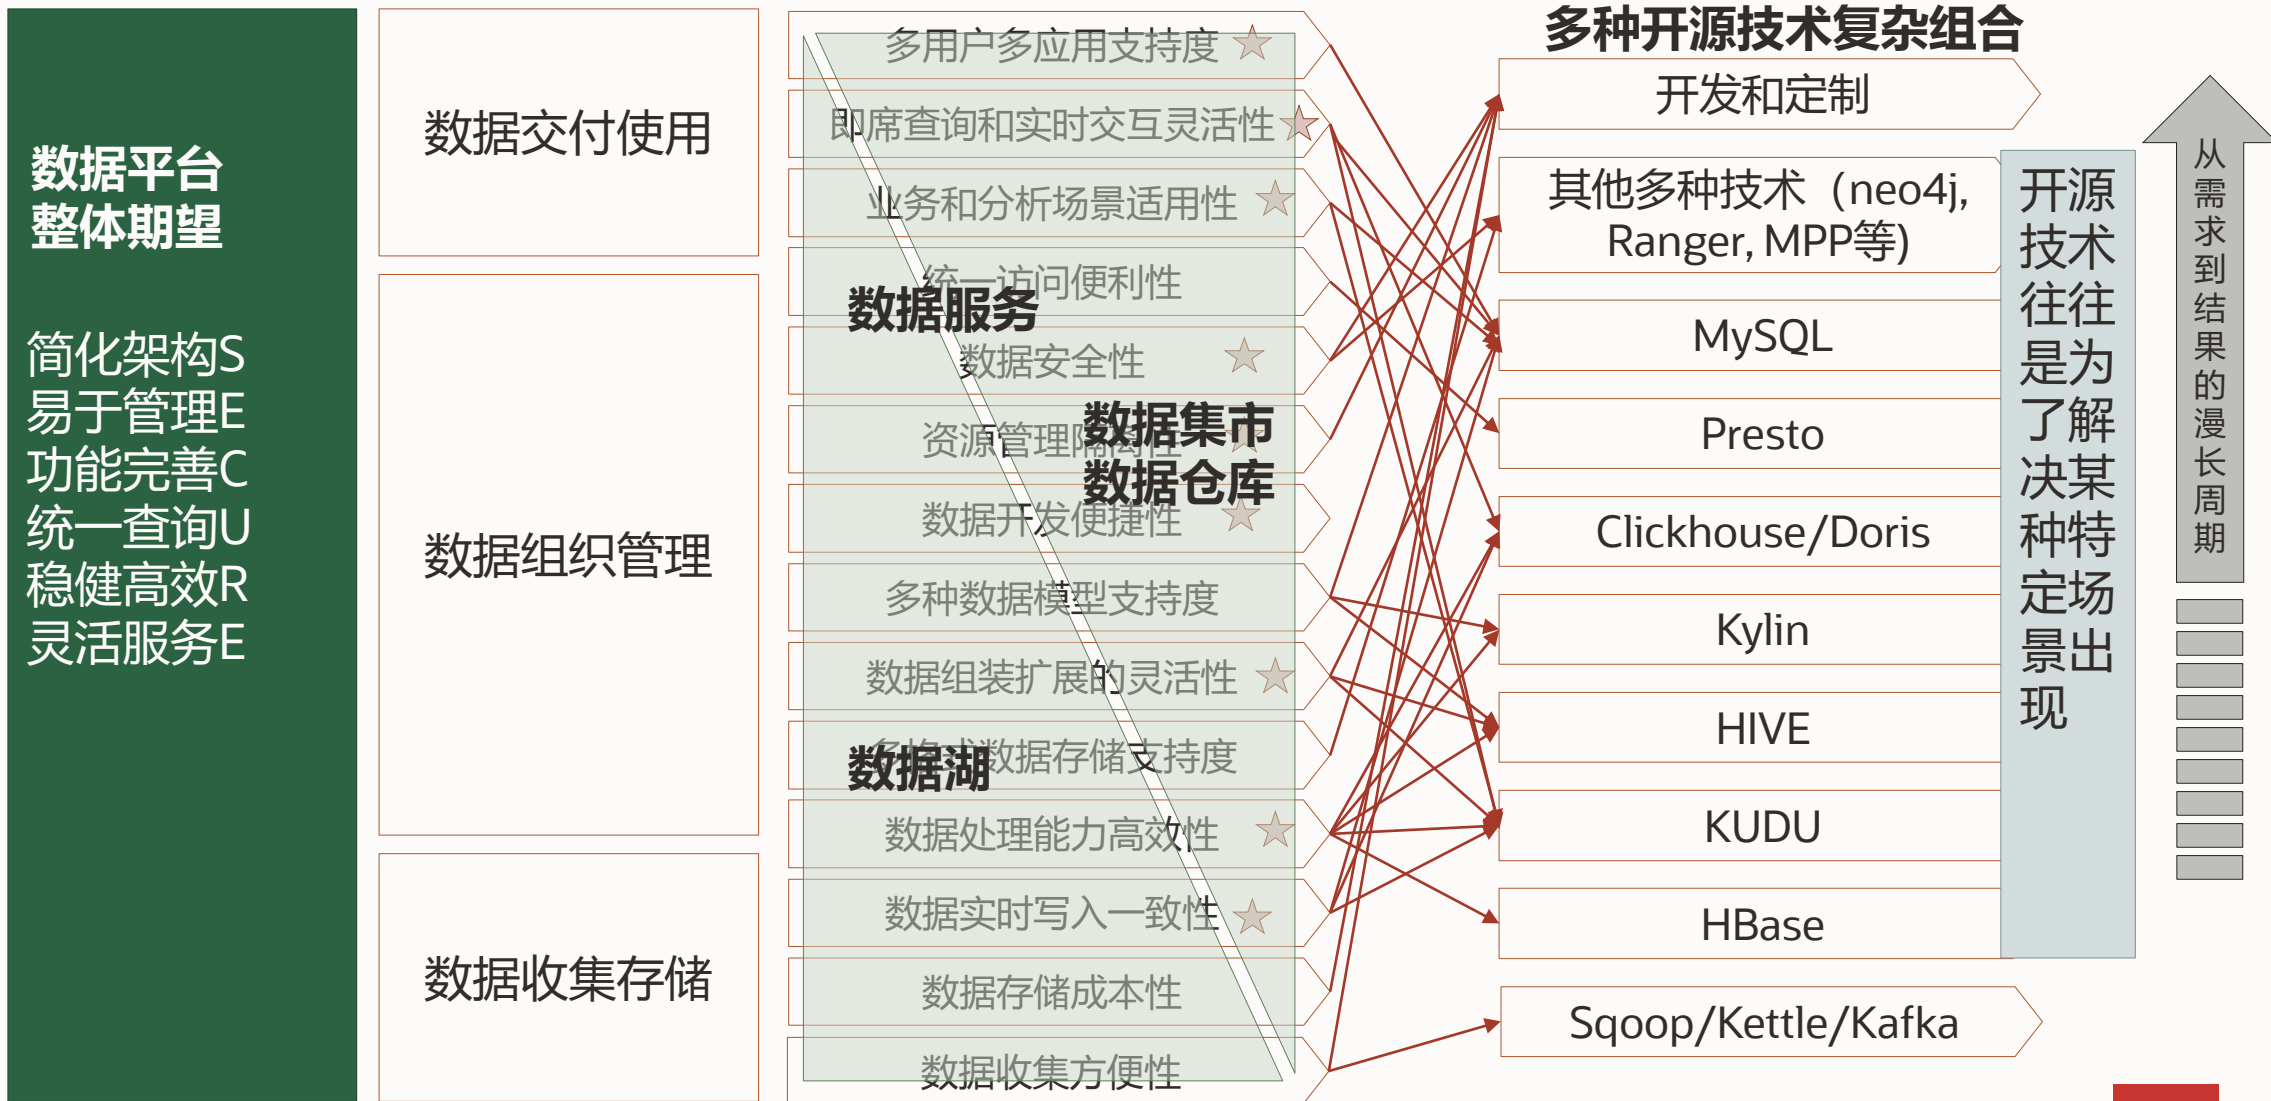 数据平台
整体期望
简化架构S
易于管理E
功能完善C
统一查询U
稳健高效R
灵活服务E
数据交付使用
数据组织管理
数据收集存储
多用户多应用支持度
即席查询和实时交互灵活性
业务和分析场景适用性
统一访问便利性
数据服务
数据安全性
资源管理隔离性
数据集市
数据仓库
数据开发便捷性
多种数据模型支持度
数据组装扩展的灵活性
多格式数据存储支持度
数据湖
数据处理能力高效性
数据实时写入一致性
数据存储成本性
数据收集方便性
多种开源技术复杂组合
开发和定制
其他多种技术（neo4j,
Ranger, MPP等)
MySQL
Presto
Clickhouse/Doris
Kylin
HIVE
KUDU
HBase
Sqoop/Kettle/Kafka
开源
技术
往往
是为
了解
决某
种特
定场
景出
现
从需求到结果的漫长周期